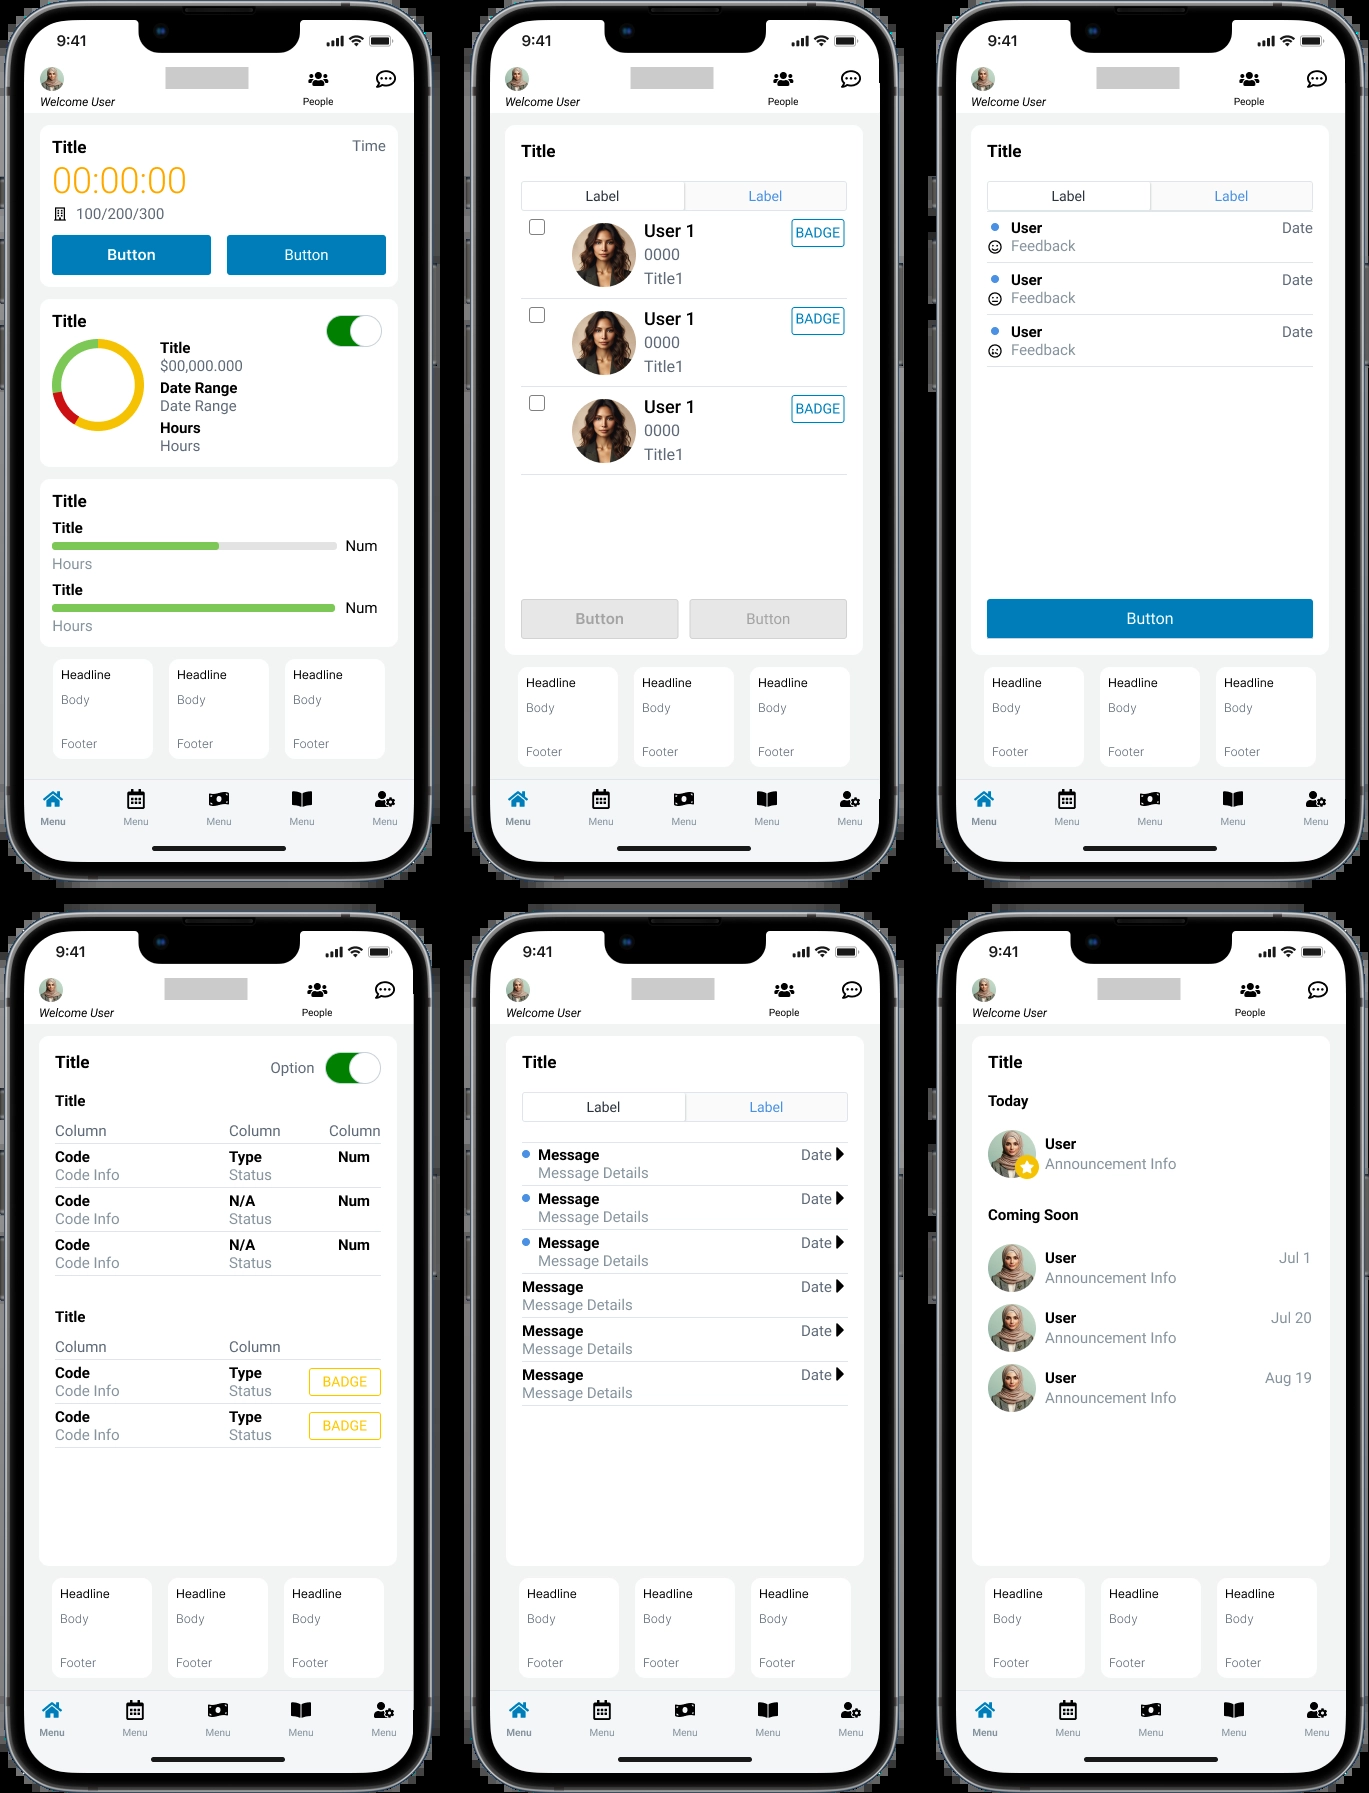 9:41
Welcome User
People
Title
Time
00:00:00
100/200/300
Button
Button
Title
Title
$00,000.000
Date Range
Date Range
Hours
Hours
Title
Title
Num
Hours
Title
Num
Hours
Headline
Headline
Headline
Body
Body
Body
Footer
Footer
Footer
Menu
Menu
Menu
Menu
Menu
9:41
Welcome User
People
Title
Label
Label
User 1
BADGE
0000
Title1
User 1
BADGE
0000
Title1
User 1
BADGE
0000
Title1
Button
Button
Headline
Headline
Headline
Body
Body
Body
Footer
Footer
Footer
Menu
Menu
Menu
Menu
Menu
9:41
Welcome User
People
Title
Label
Label
User
Date
Feedback
User
Date
Feedback
User
Date
Feedback
Button
Headline
Headline
Headline
Body
Body
Body
Footer
Footer
Footer
Menu
Menu
Menu
Menu
Menu
9:41
Welcome User
People
Title
Option
Title
Column
Column
Column
Code
Type
Num
Code Info
Status
Code
N/A
Num
Code Info
Status
Code
N/A
Num
Code Info
Status
Title
Column
Column
Code
Type
BADGE
Code Info
Status
Code
Type
BADGE
Code Info
Status
Headline
Headline
Headline
Body
Body
Body
Footer
Footer
Footer
Menu
Menu
Menu
Menu
Menu
9:41
Welcome User
People
Title
Label
Label
Message
Date
Message Details
Message
Date
Message Details
Message
Date
Message Details
Message
Date
Message Details
Message
Date
Message Details
Message
Date
Message Details
Headline
Headline
Headline
Body
Body
Body
Footer
Footer
Footer
Menu
Menu
Menu
Menu
Menu
9:41
Welcome User
People
Title
Today
User
Announcement Info
Coming Soon
User
Jul 1
Announcement Info
User
Jul 20
Announcement Info
User
Aug 19
Announcement Info
Headline
Headline
Headline
Body
Body
Body
Footer
Footer
Footer
Menu
Menu
Menu
Menu
Menu